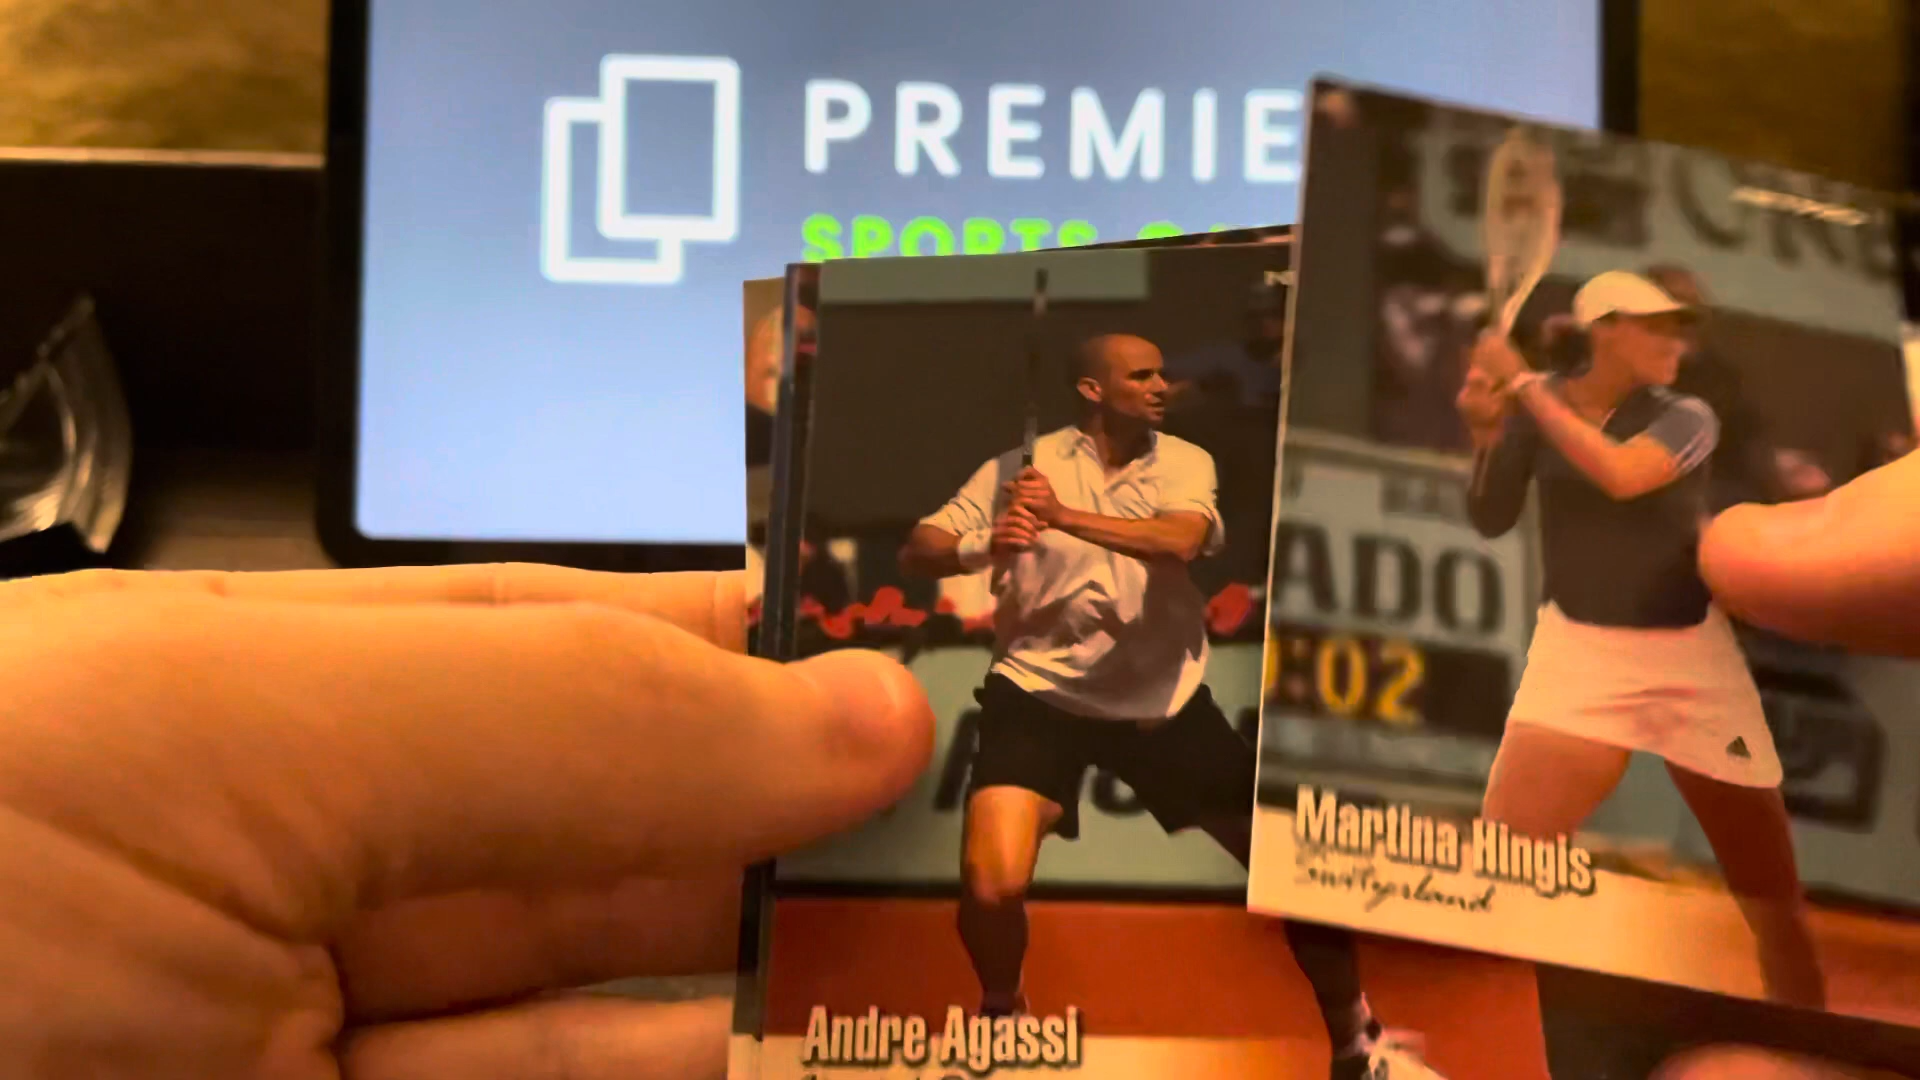 PREMIE
SPORTS
ADO
:02
Martina Hingis
Switzerland
Andre Agassi